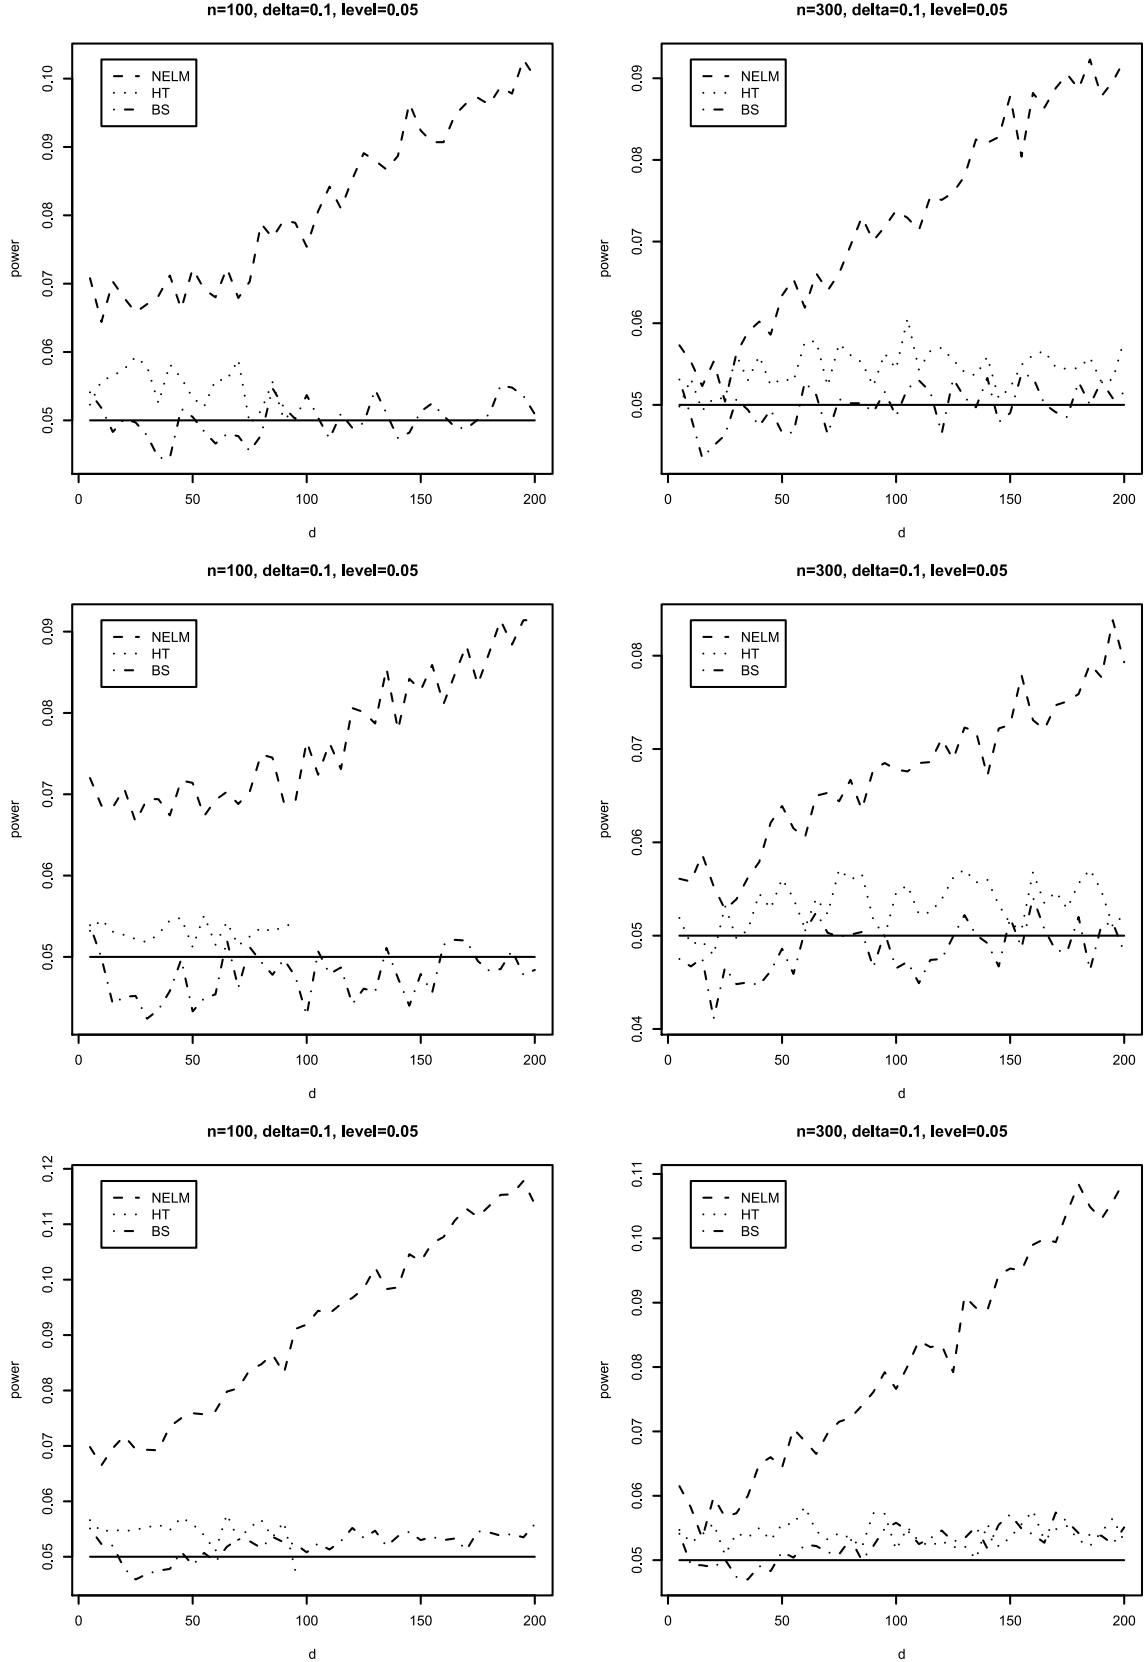 n=100, delta=0.1, level=0.05
NELM
HT
BS
0.10
0.09
0.08
0.07
0.06
0.05
power
0 50 100 150 200
d
n=300, delta=0.1, level=0.05
NELM
HT
BS
0.09
0.08
0.07
0.06
0.05
power
0 50 100 150 200
d
n=100, delta=0.1, level=0.05
NELM
HT
BS
0.09
0.08
0.07
0.06
0.05
power
0 50 100 150 200
d
n=300, delta=0.1, level=0.05
NELM
HT
BS
0.08
0.07
0.06
0.05
0.04
power
0 50 100 150 200
d
n=100, delta=0.1, level=0.05
NELM
HT
BS
0.12
0.11
0.10
0.09
0.08
0.07
0.06
0.05
power
0 50 100 150 200
d
n=300, delta=0.1, level=0.05
NELM
HT
BS
0.11
0.10
0.09
0.08
0.07
0.06
0.05
power
0 50 100 150 200
d